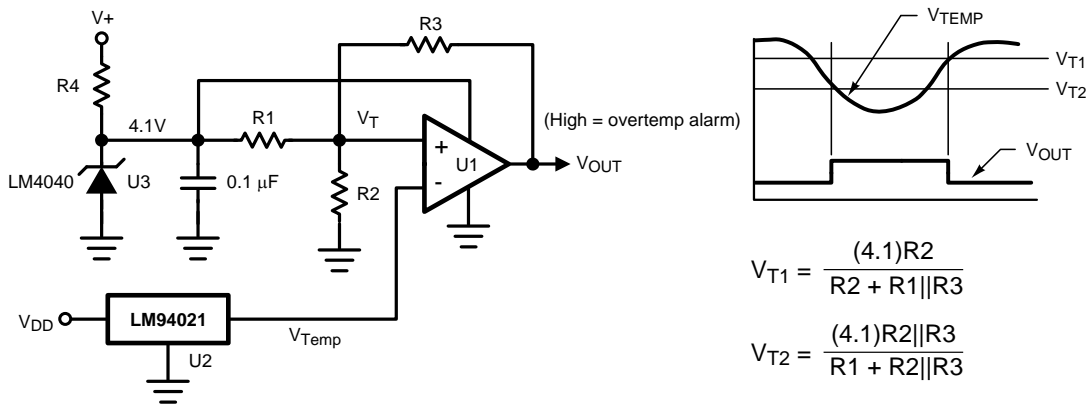 V+
R3
R4
4.1V
R1
VT
(High = overtemp alarm)
+
U1
-
VOUT
LM4040
U3
0.1 μF
R2
VDD
LM94021
VTemp
U2
VTEMP
VT1
VT2
VOUT
VT1 = (4.1)R2
R2 + R1||R3
VT2 = (4.1)R2||R3
R1 + R2||R3